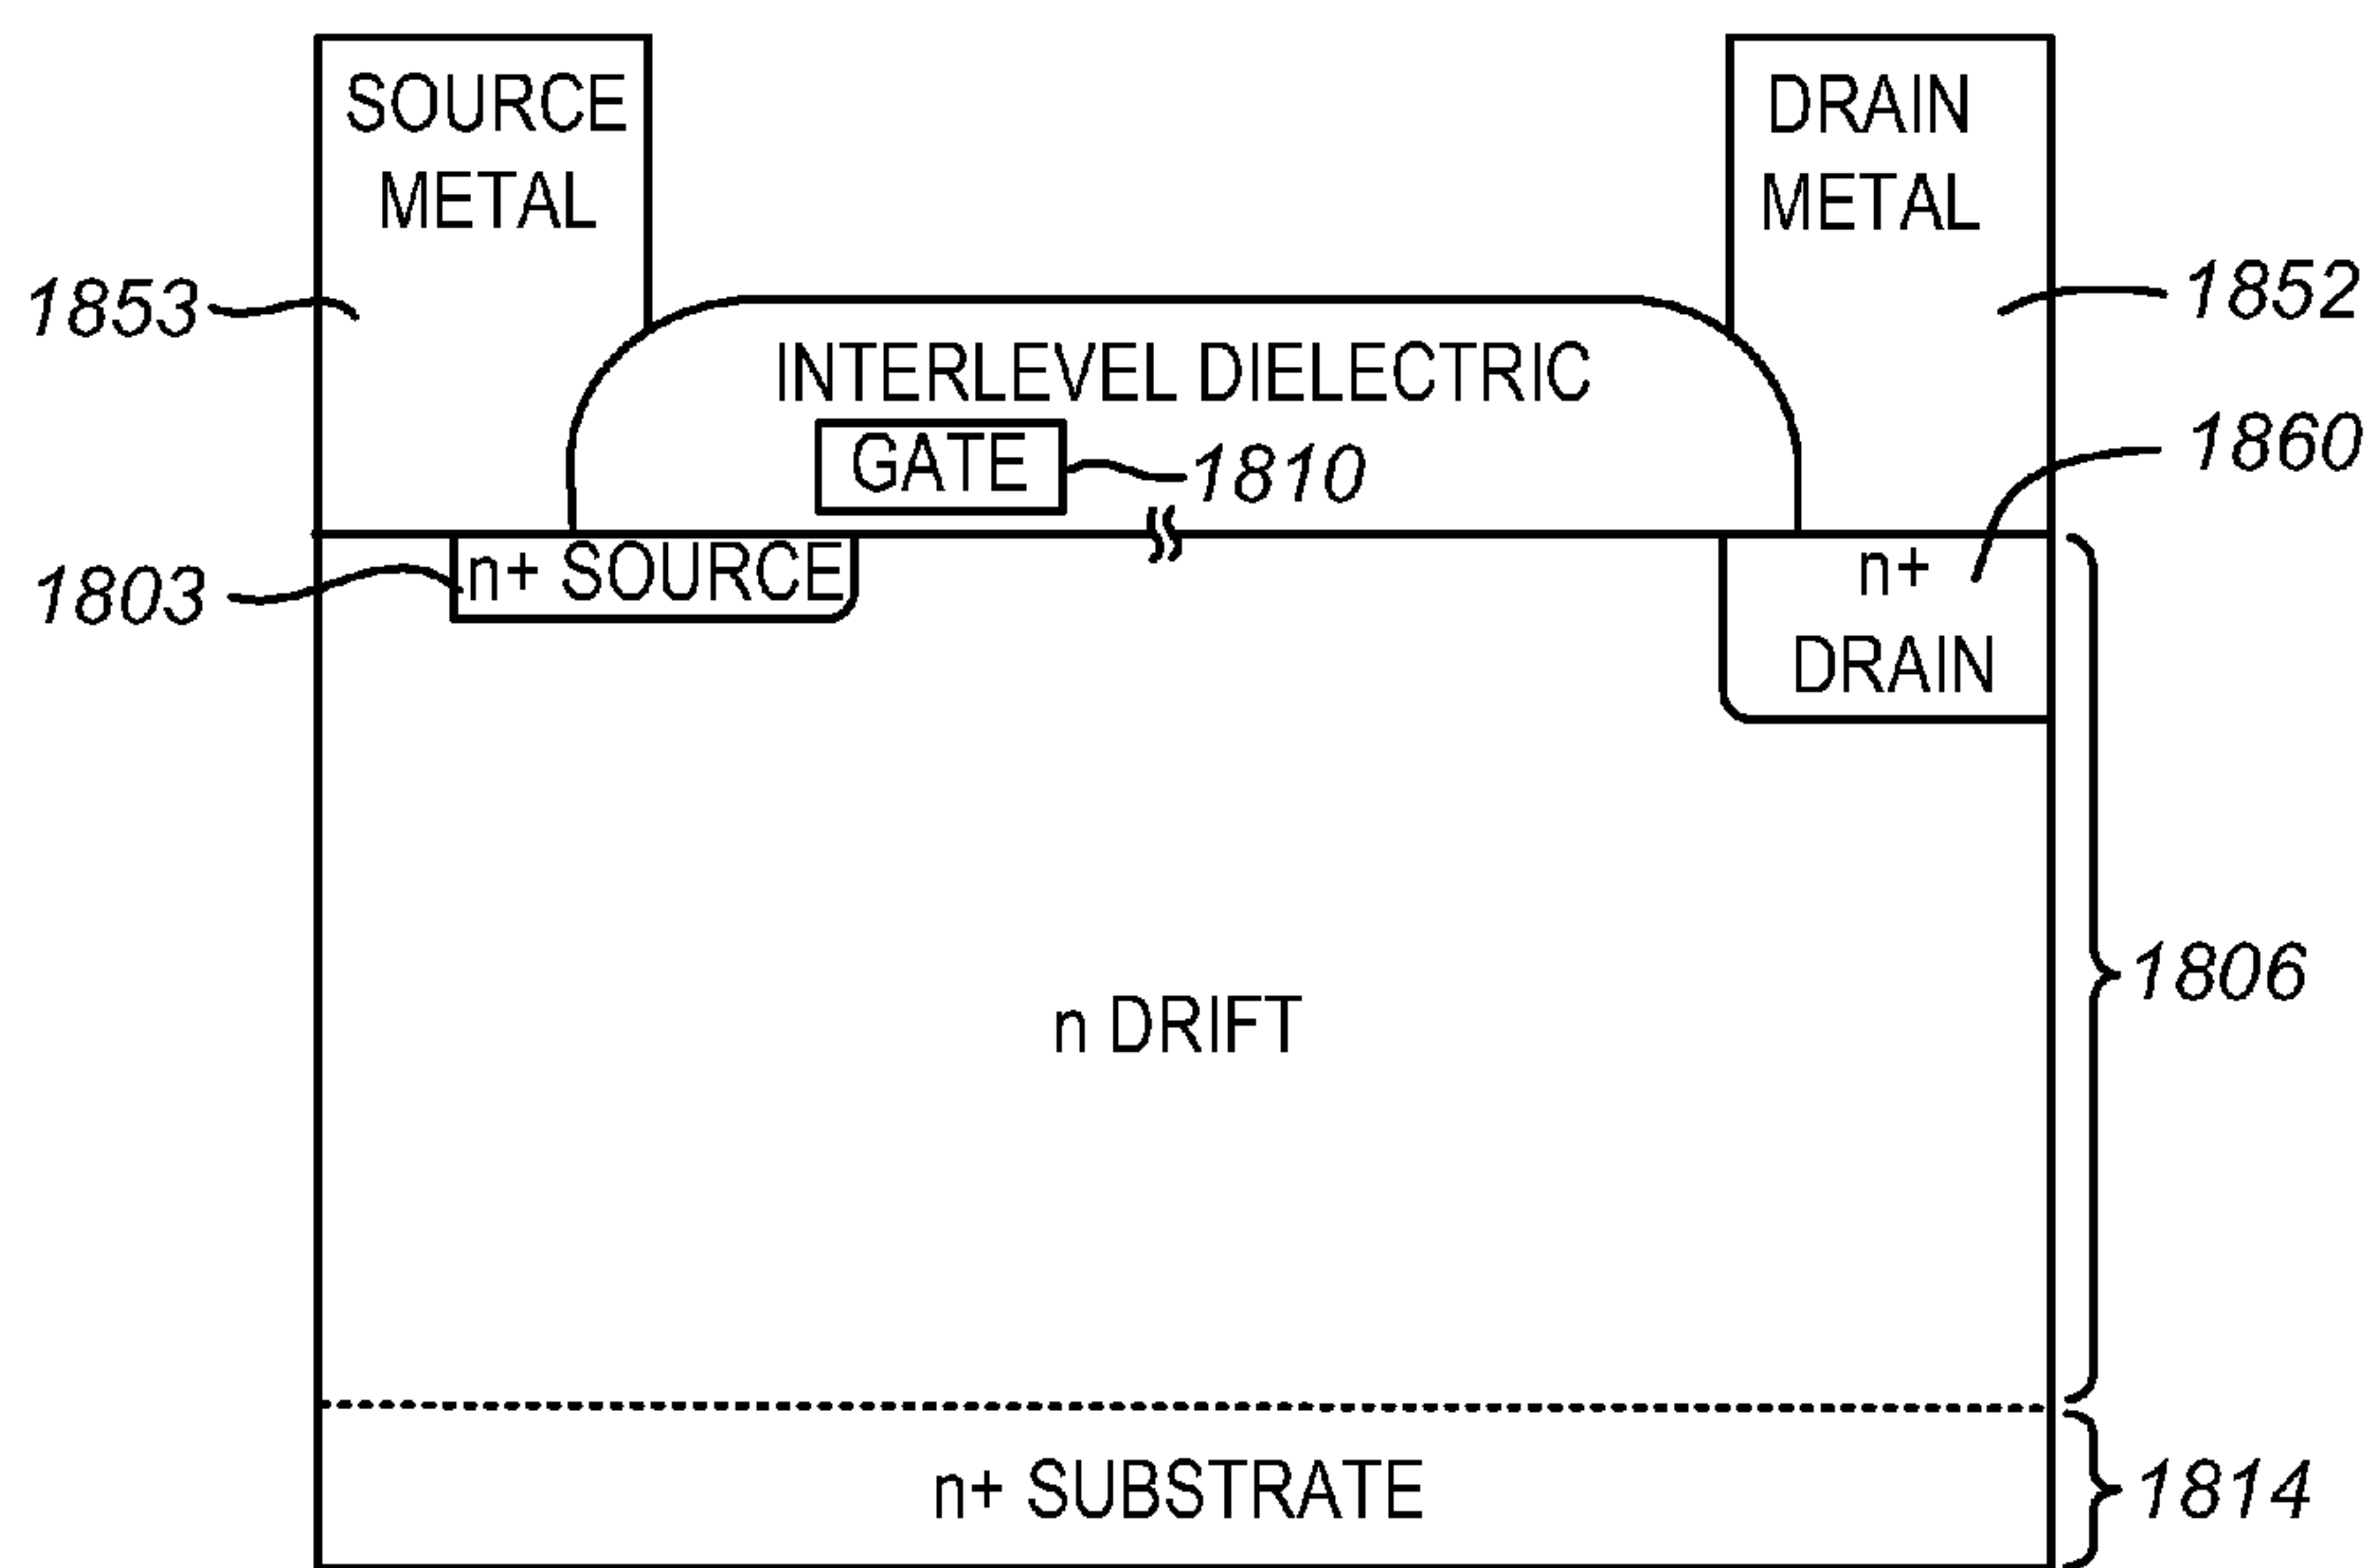 SOURCE
METAL
DRAIN
METAL
1853
1852
INTERLEVEL DIELECTRIC
GATE
1810
1860
n+ SOURCE
1803
n+
DRAIN
1806
n DRIFT
n+ SUBSTRATE
1814